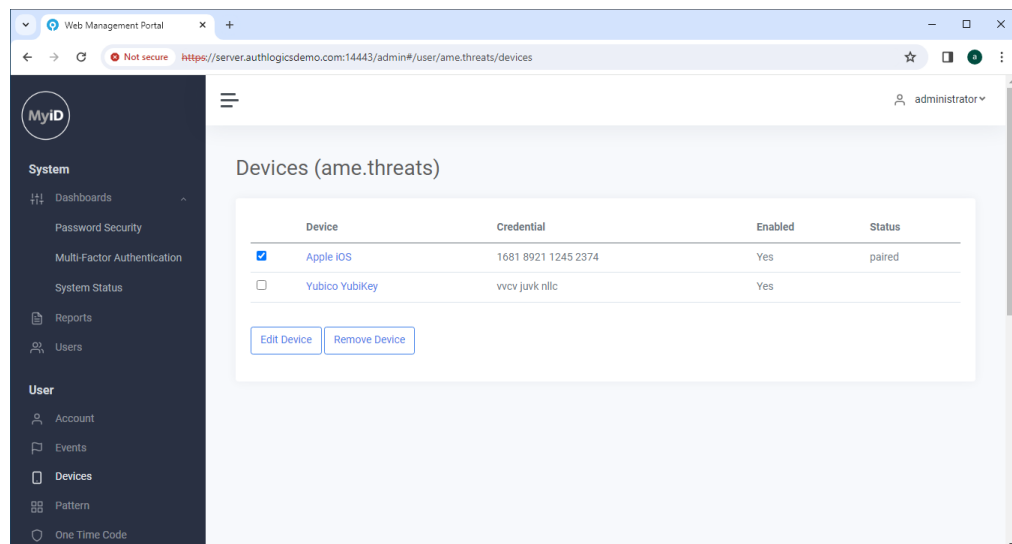 Web Management Portal
Not secure https://server.authlogicsdemo.com:14443/admin#/user/ame.threats/devices
a
MyiD
administrator
System
Dashboards
Password Security
Multi-Factor Authentication
System Status
Reports
Users
User
Account
Events
Devices
Pattern
One Time Code
Devices (ame.threats)
Device Credential Enabled Status
Apple iOS 1681 8921 1245 2374 Yes paired
Yubico YubiKey vvcv juvk nllc Yes
Edit Device Remove Device